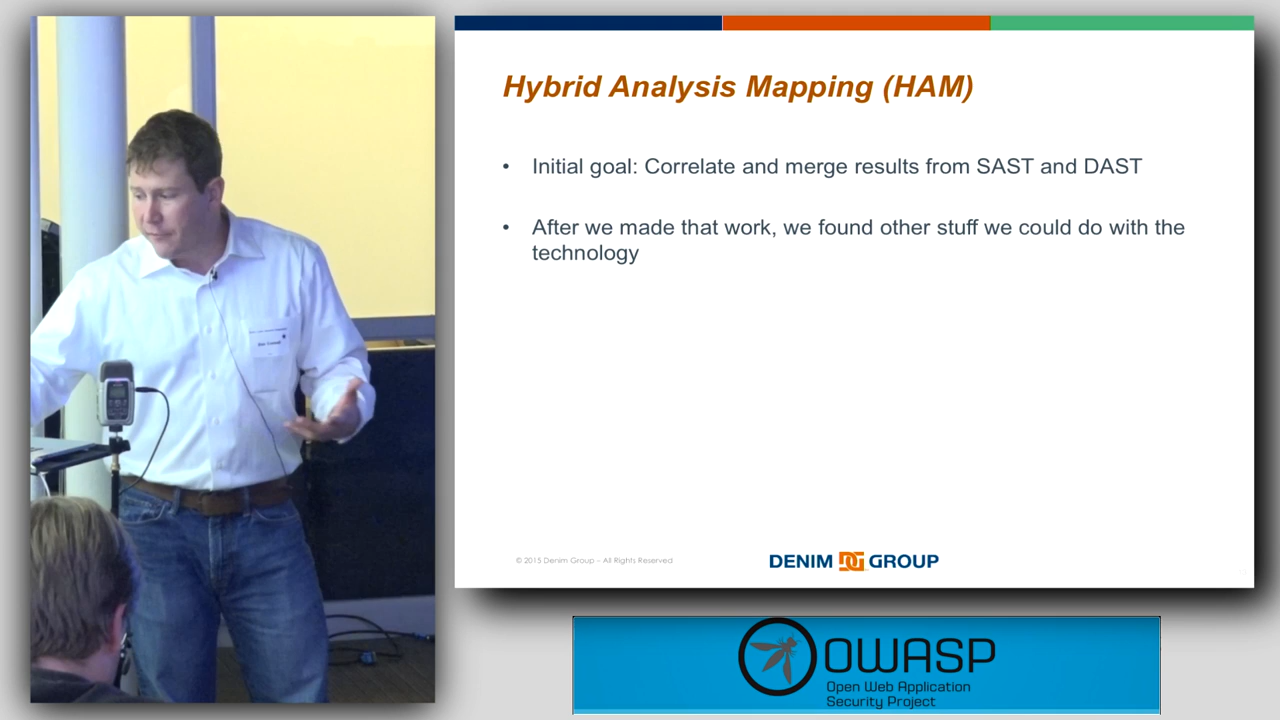 Hybrid Analysis Mapping (HAM)
• Initial goal: Correlate and merge results from SAST and DAST
• After we made that work, we found other stuff we could do with the
technology
© 2015 Denim Group – All Rights Reserved
DENIM GROUP
OWASP
Open Web Application
Security Project